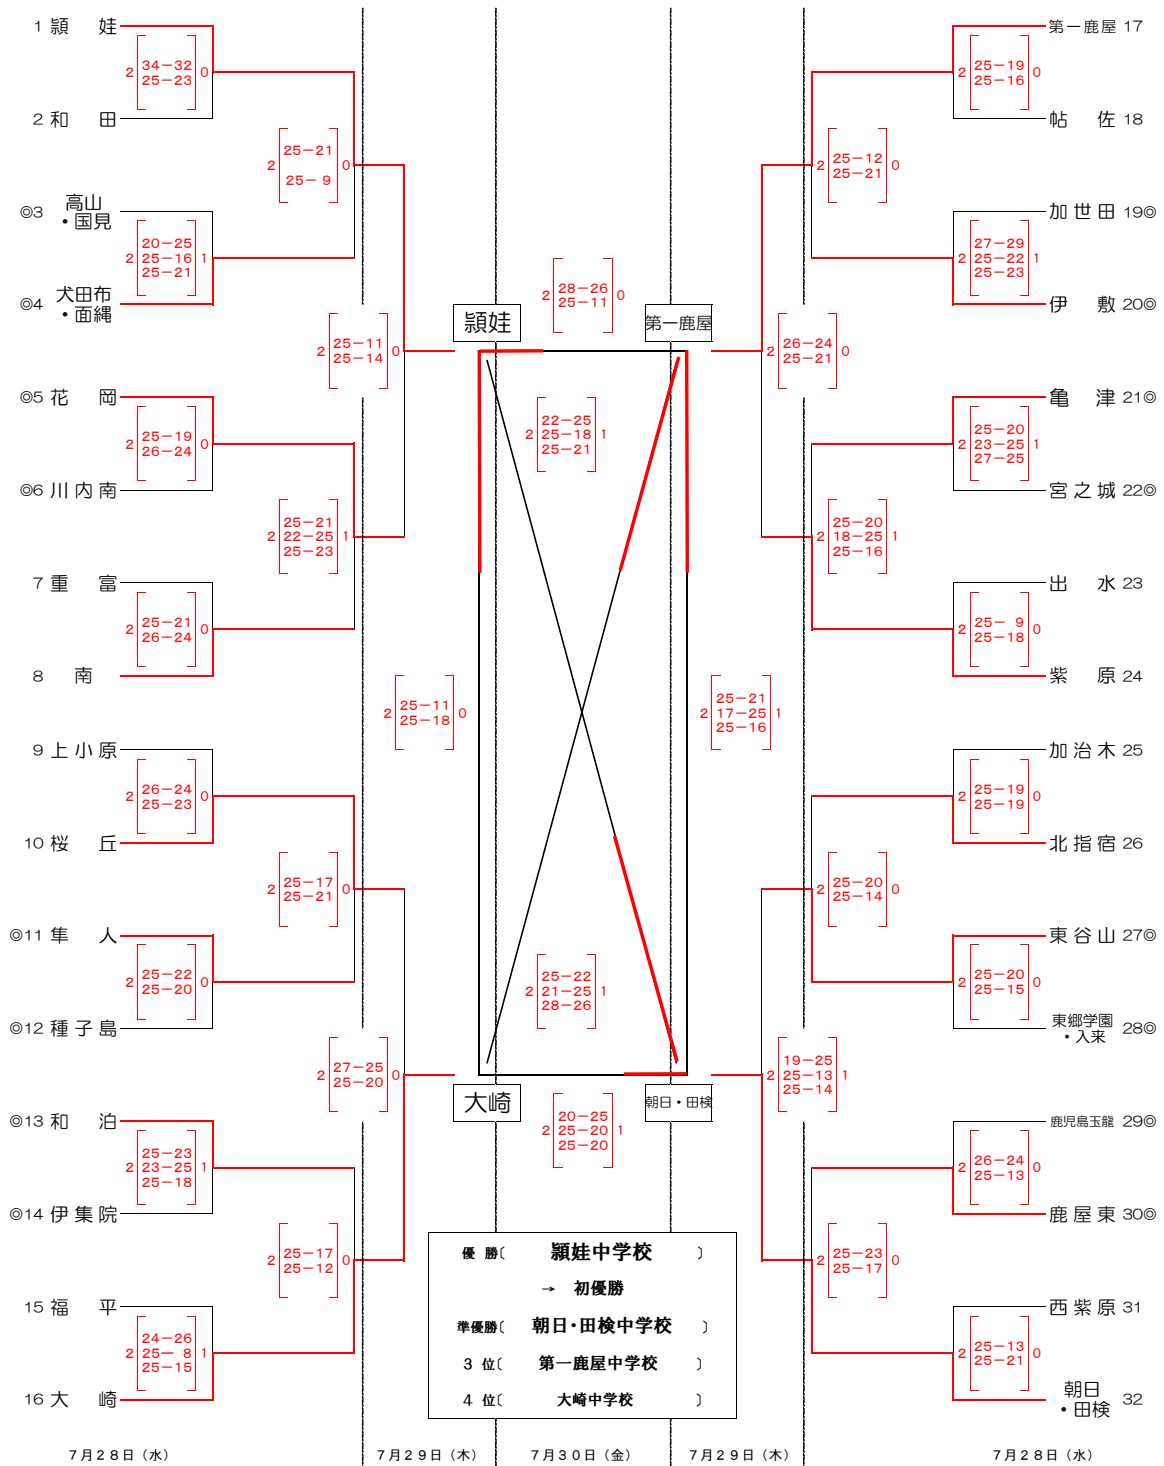 1 頴娃
2 34-32 0
25-23
2 和田
2 25-21 0
25- 9
◎3 高山
・国見
2 20-25 1
25-16
25-21
◎4 犬田布
・面縄
2 25-11 0
25-14
◎5 花岡
2 25-19 0
26-24
◎6 川内南
2 25-21 1
22-25
25-23
7 重富
2 25-21 0
26-24
8 南
2 25-11 0
25-18
9 上小原
2 26-24 0
25-23
10 桜丘
2 25-17 0
25-21
◎11 隼人
2 25-22 0
25-20
◎12 種子島
2 27-25 0
25-20
◎13 和泊
2 25-23 1
23-25
25-18
◎14 伊集院
2 25-17 0
25-12
15 福平
2 24-26 1
25- 8
25-15
16 大崎
頴娃
第一鹿屋
2 28-26 0
25-11
2 22-25 1
25-18
25-21
2 25-22 1
21-25
28-26
大崎
朝日・田検
2 20-25 1
25-20
25-20
第一鹿屋 17
2 25-19 0
25-16
帖佐 18
2 25-12 0
25-21
加世田 19◎
2 27-29 1
25-22
25-23
伊敷 20◎
2 26-24 0
25-21
亀津 21◎
2 25-20 1
23-25
27-25
宮之城 22◎
2 25-20 1
18-25
25-16
出水 23
2 25- 9 0
25-18
紫原 24
2 25-21 1
17-25
25-16
加治木 25
2 25-19 0
25-19
北指宿 26
2 25-20 0
25-14
東谷山 27◎
2 25-20 0
25-15
東郷学園
・入来 28◎
2 19-25 1
25-13
25-14
鹿児島玉龍 29◎
2 26-24 0
25-13
鹿屋東 30◎
2 25-23 0
25-17
西紫原 31
2 25-13 0
25-21
朝日
・田検 32
優 勝〔 頴娃中学校 〕
→ 初優勝
準優勝〔 朝日・田検中学校 〕
3 位〔 第一鹿屋中学校 〕
4 位〔 大崎中学校 〕
7月28日(水)
7月29日(木)
7月30日(金)
7月29日(木)
7月28日(水)